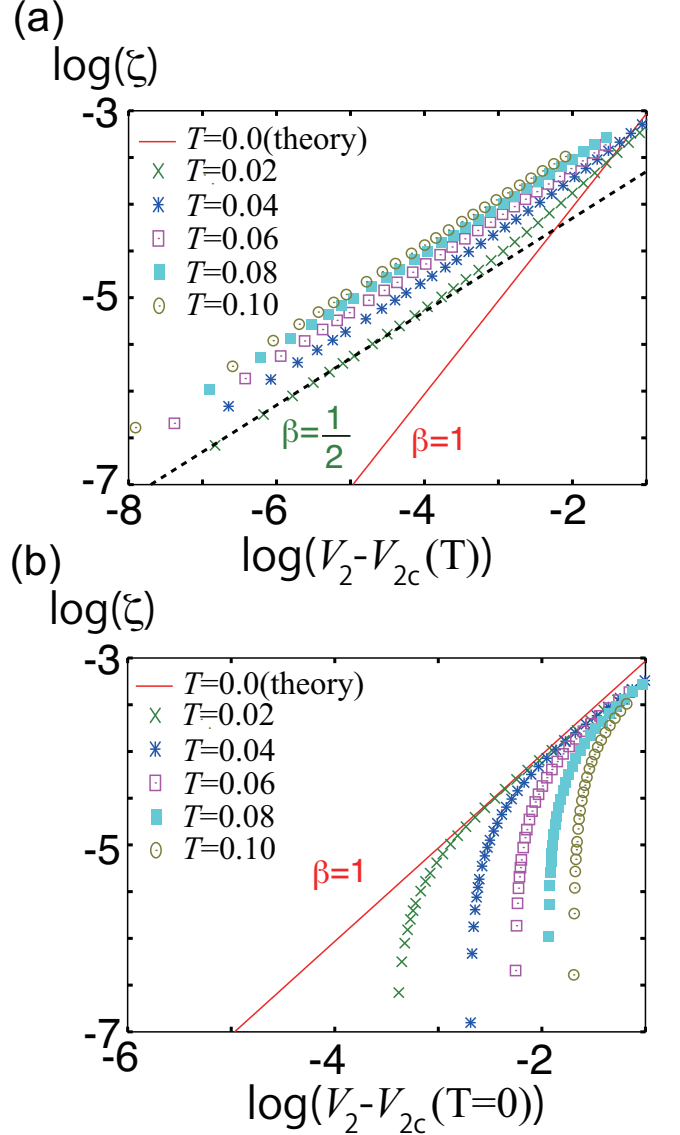 (a)
log(ζ)
-3
T=0.0(theory)
T=0.02
T=0.04
T=0.06
T=0.08
T=0.10
-5
-7
β=1/2
β=1
-8
-6
-4
-2
log(V₂-V₂c(T))
(b)
log(ζ)
-3
T=0.0(theory)
T=0.02
T=0.04
T=0.06
T=0.08
T=0.10
-5
β=1
-7
-6
-4
-2
log(V₂-V₂c(T=0))